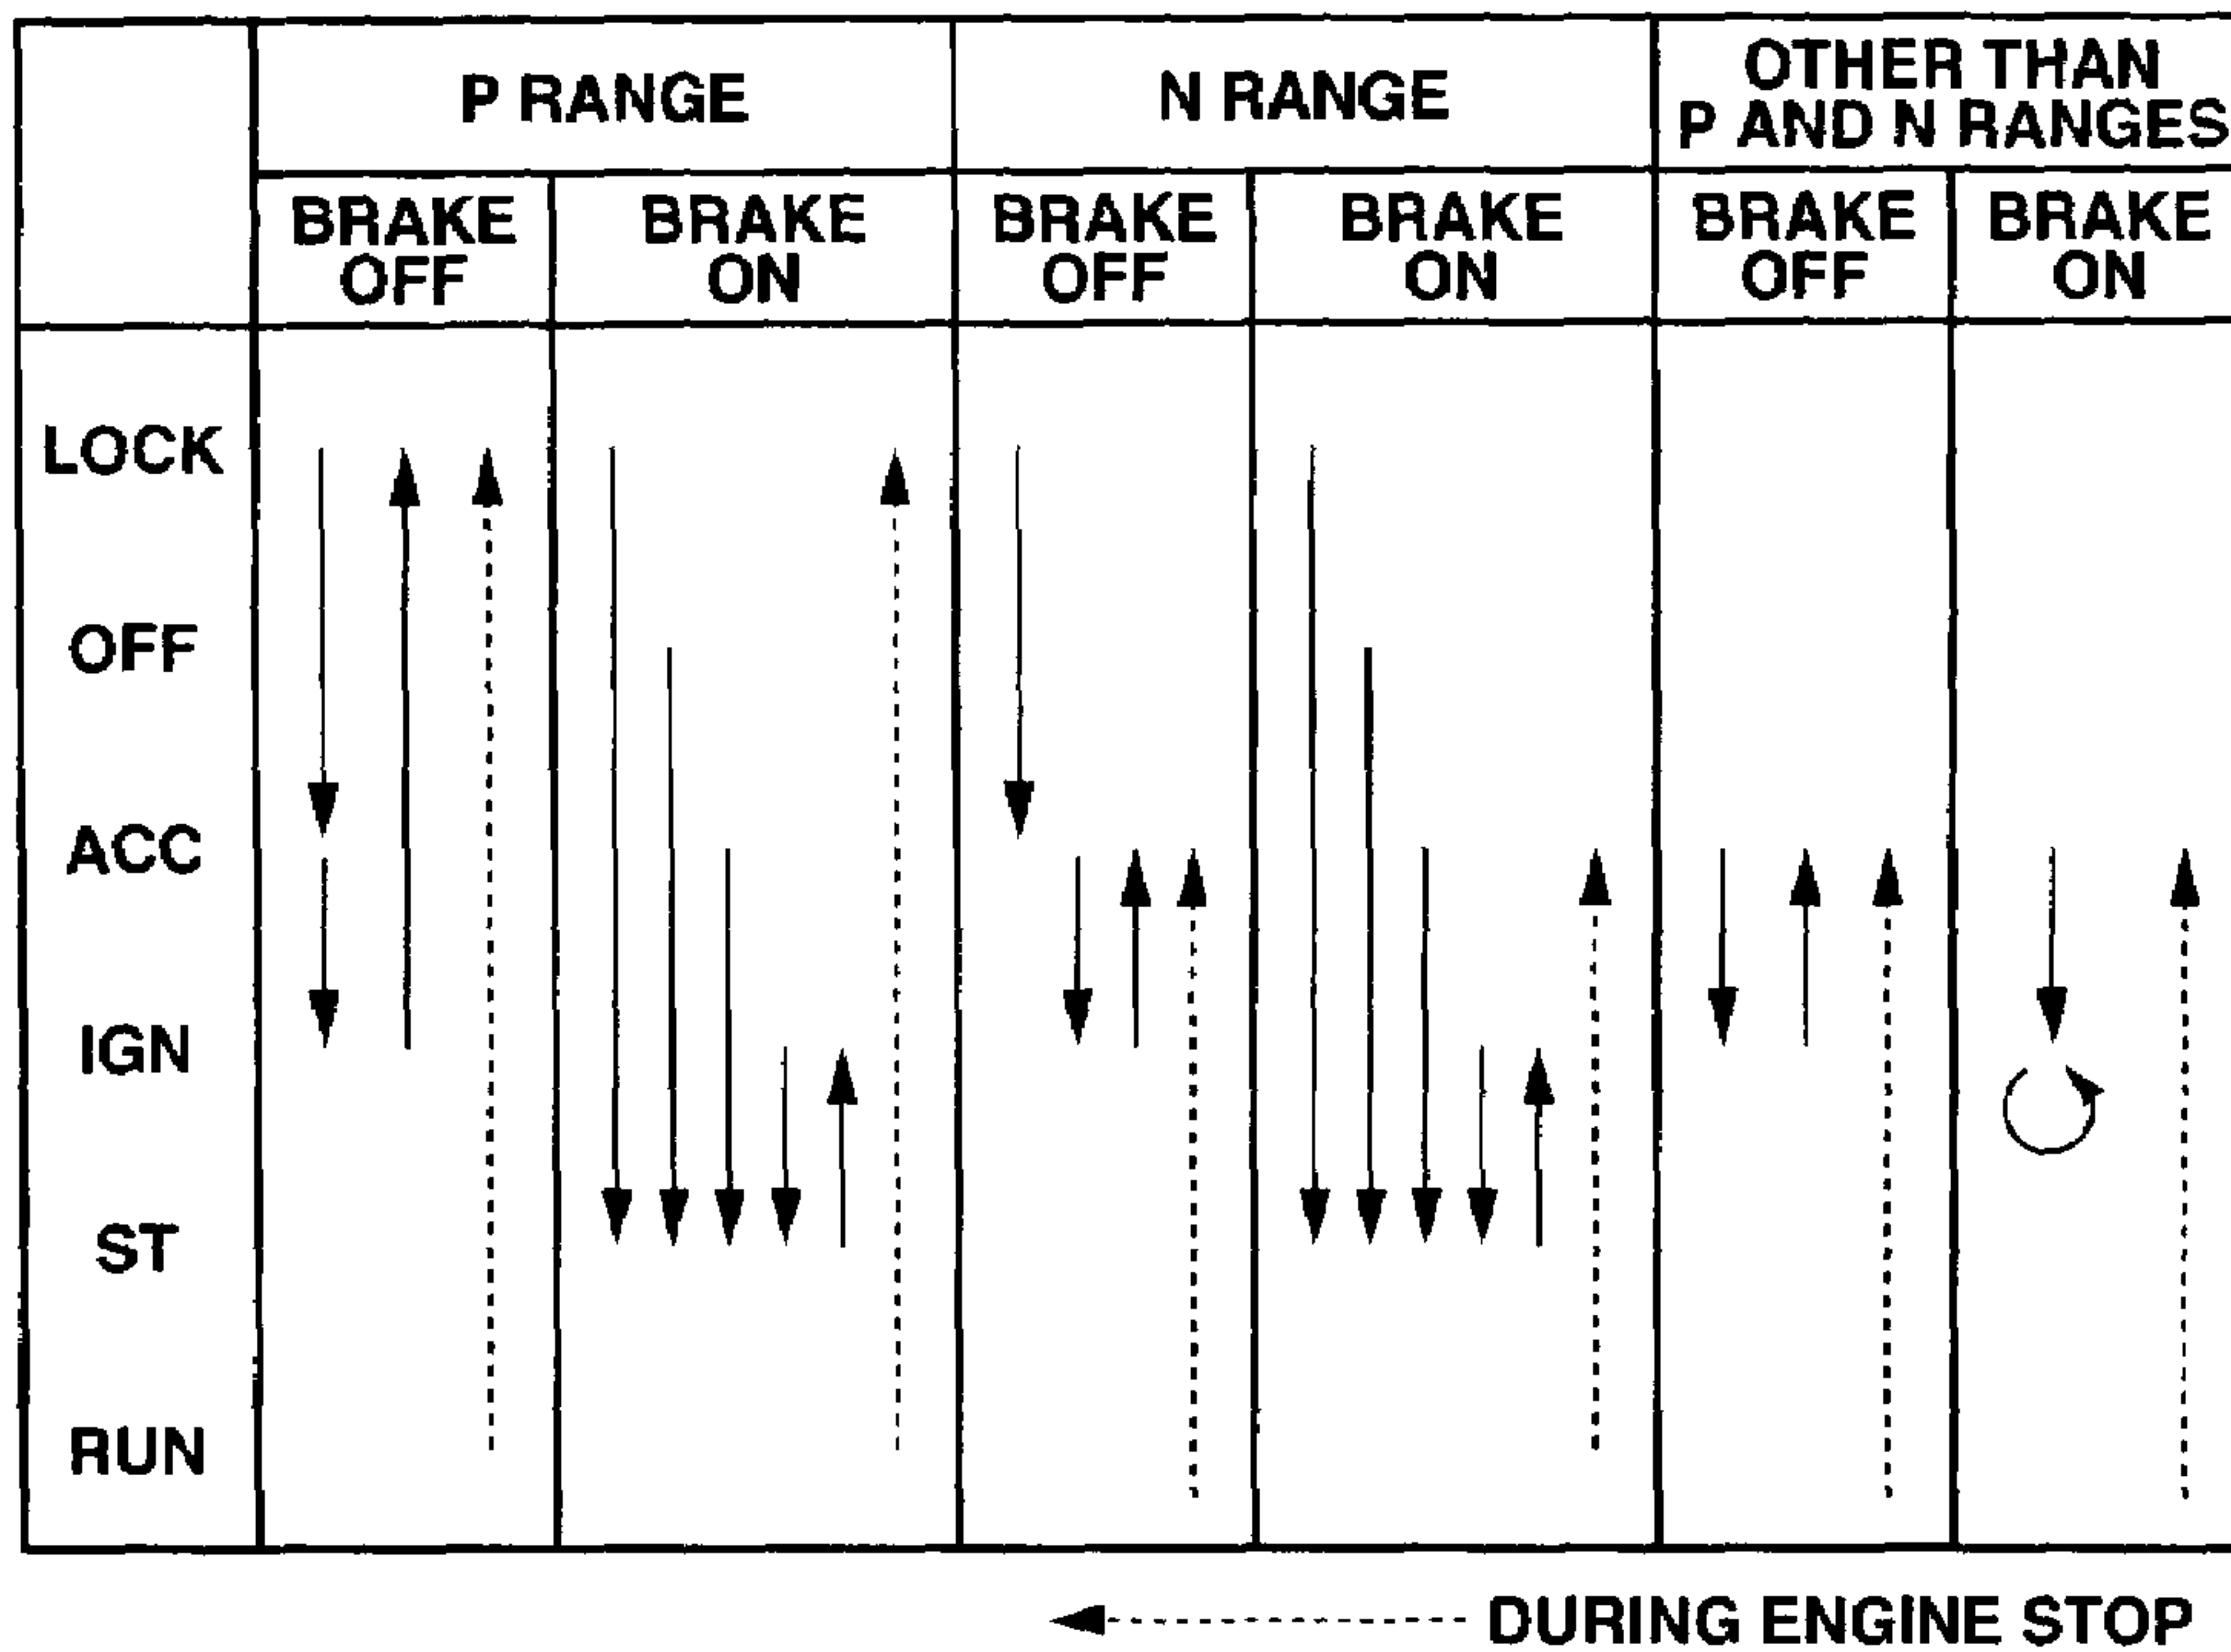 P RANGE
N RANGE
OTHER THAN
P AND N RANGES
BRAKE
OFF
BRAKE
ON
BRAKE
OFF
BRAKE
ON
BRAKE
OFF
BRAKE
ON
LOCK
OFF
ACC
IGN
ST
RUN
DURING ENGINE STOP